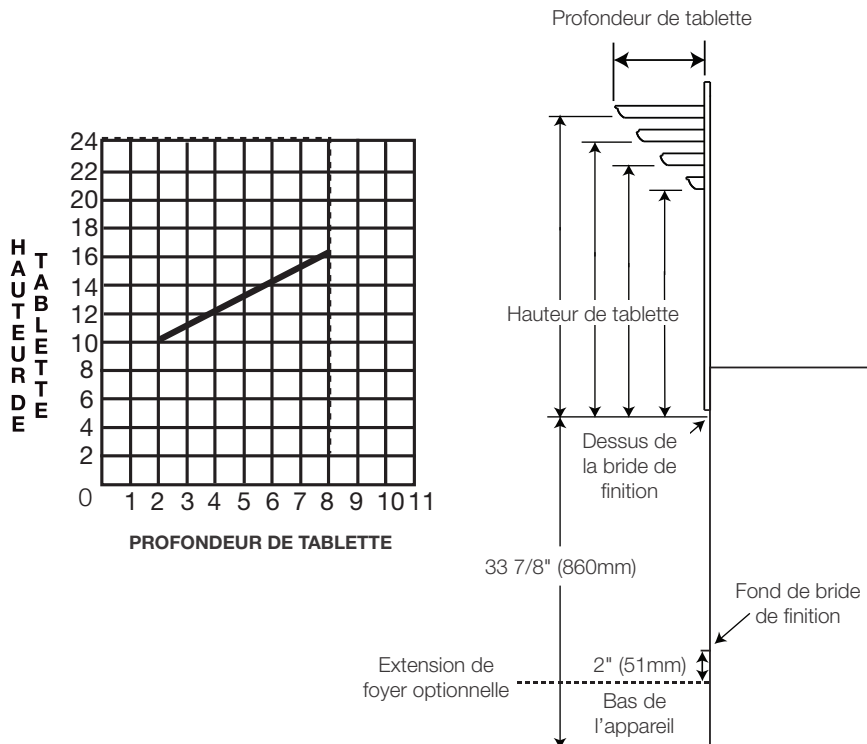 Profondeur de tablette
24
22
20
18
16
14
12
10
8
6
4
2
0
HAUTEUR DE
TABLETTE
1 2 3 4 5 6 7 8 9 10 11
PROFONDEUR DE TABLETTE
Hauteur de tablette
Dessus de
la bride de
finition
33 7/8" (860mm)
Fond de bride
de finition
2" (51mm)
Extension de
foyer optionnelle
Bas de
l'appareil